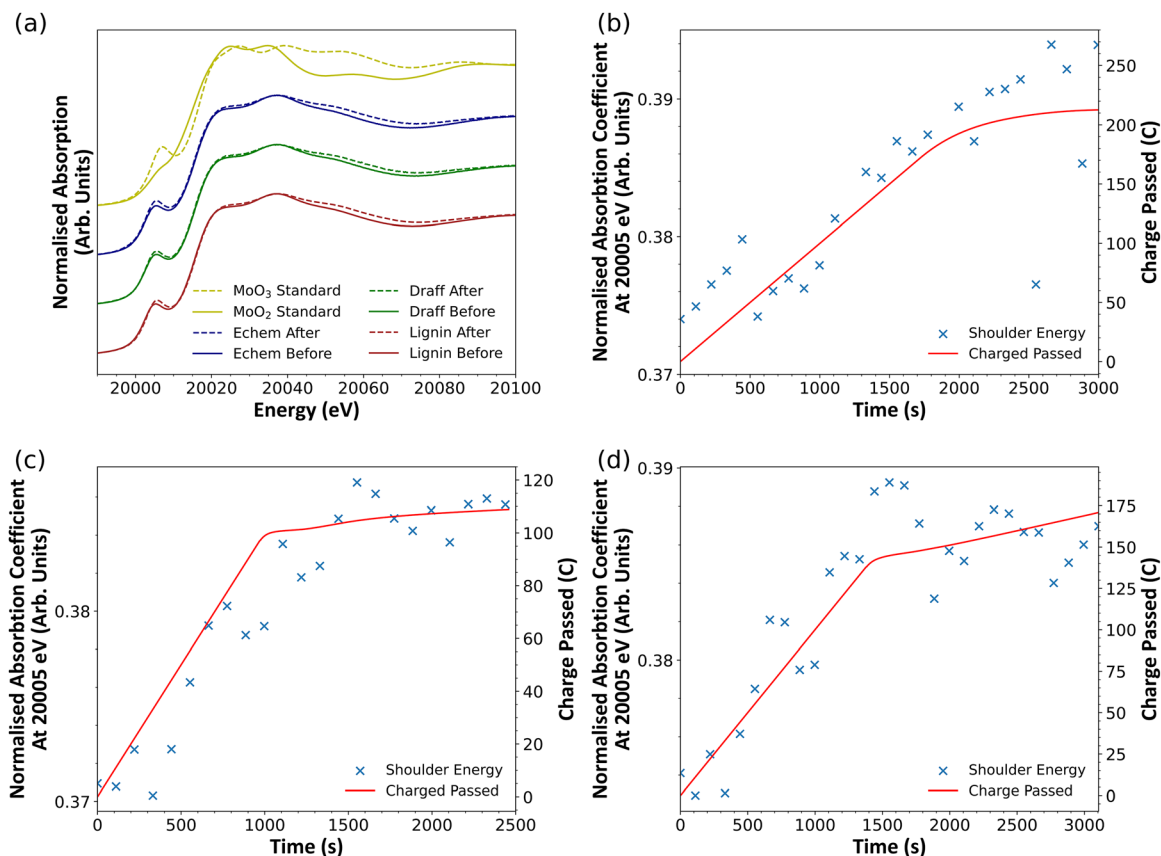 (a)
Normalised Absorption
(Arb. Units)
MoO₃ Standard
MoO₂ Standard
Echem After
Echem Before
Draff After
Draff Before
Lignin After
Lignin Before
20000 20020 20040 20060 20080 20100
Energy (eV)
(b)
Normalised Absorbtion Coefficient
At 20005 eV (Arb. Units)
0.39
0.38
0.37
250
200
150
100
50
0
Charge Passed (C)
Shoulder Energy
Charged Passed
0 500 1000 1500 2000 2500 3000
Time (s)
(c)
Normalised Absorbtion Coefficient
At 20005 eV (Arb. Units)
0.38
0.37
120
100
80
60
40
20
0
Charge Passed (C)
Shoulder Energy
Charged Passed
0 500 1000 1500 2000 2500
Time (s)
(d)
Normalised Absorbtion Coefficient
At 20005 eV (Arb. Units)
0.39
0.38
175
150
125
100
75
50
25
0
Charge Passed (C)
Shoulder Energy
Charge Passed
0 500 1000 1500 2000 2500 3000
Time (s)